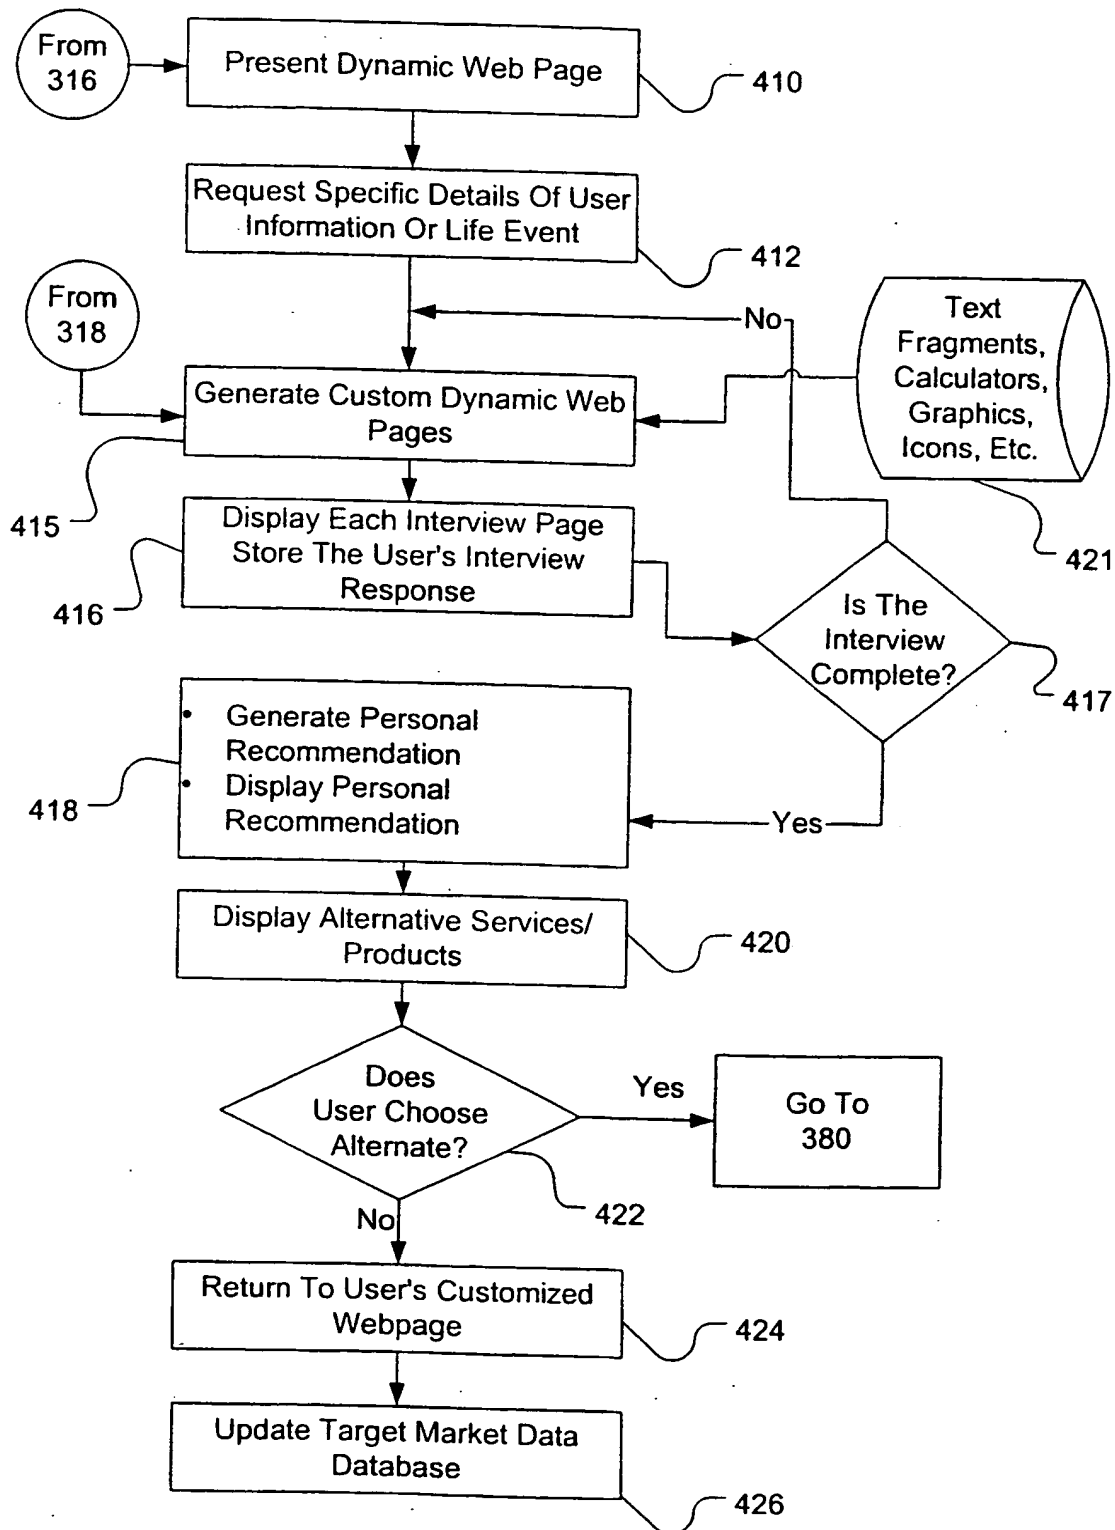 From
316
Present Dynamic Web Page
410
Request Specific Details Of User
Information Or Life Event
412
From
318
No
Text
Fragments,
Calculators,
Graphics,
Icons, Etc.
421
Generate Custom Dynamic Web
Pages
415
Display Each Interview Page
Store The User's Interview
Response
416
Is The
Interview
Complete?
417
• Generate Personal
Recommendation
• Display Personal
Recommendation
418
Yes
Display Alternative Services/
Products
420
Does
User Choose
Alternate?
422
Yes
Go To
380
No
Return To User's Customized
Webpage
424
Update Target Market Data
Database
426